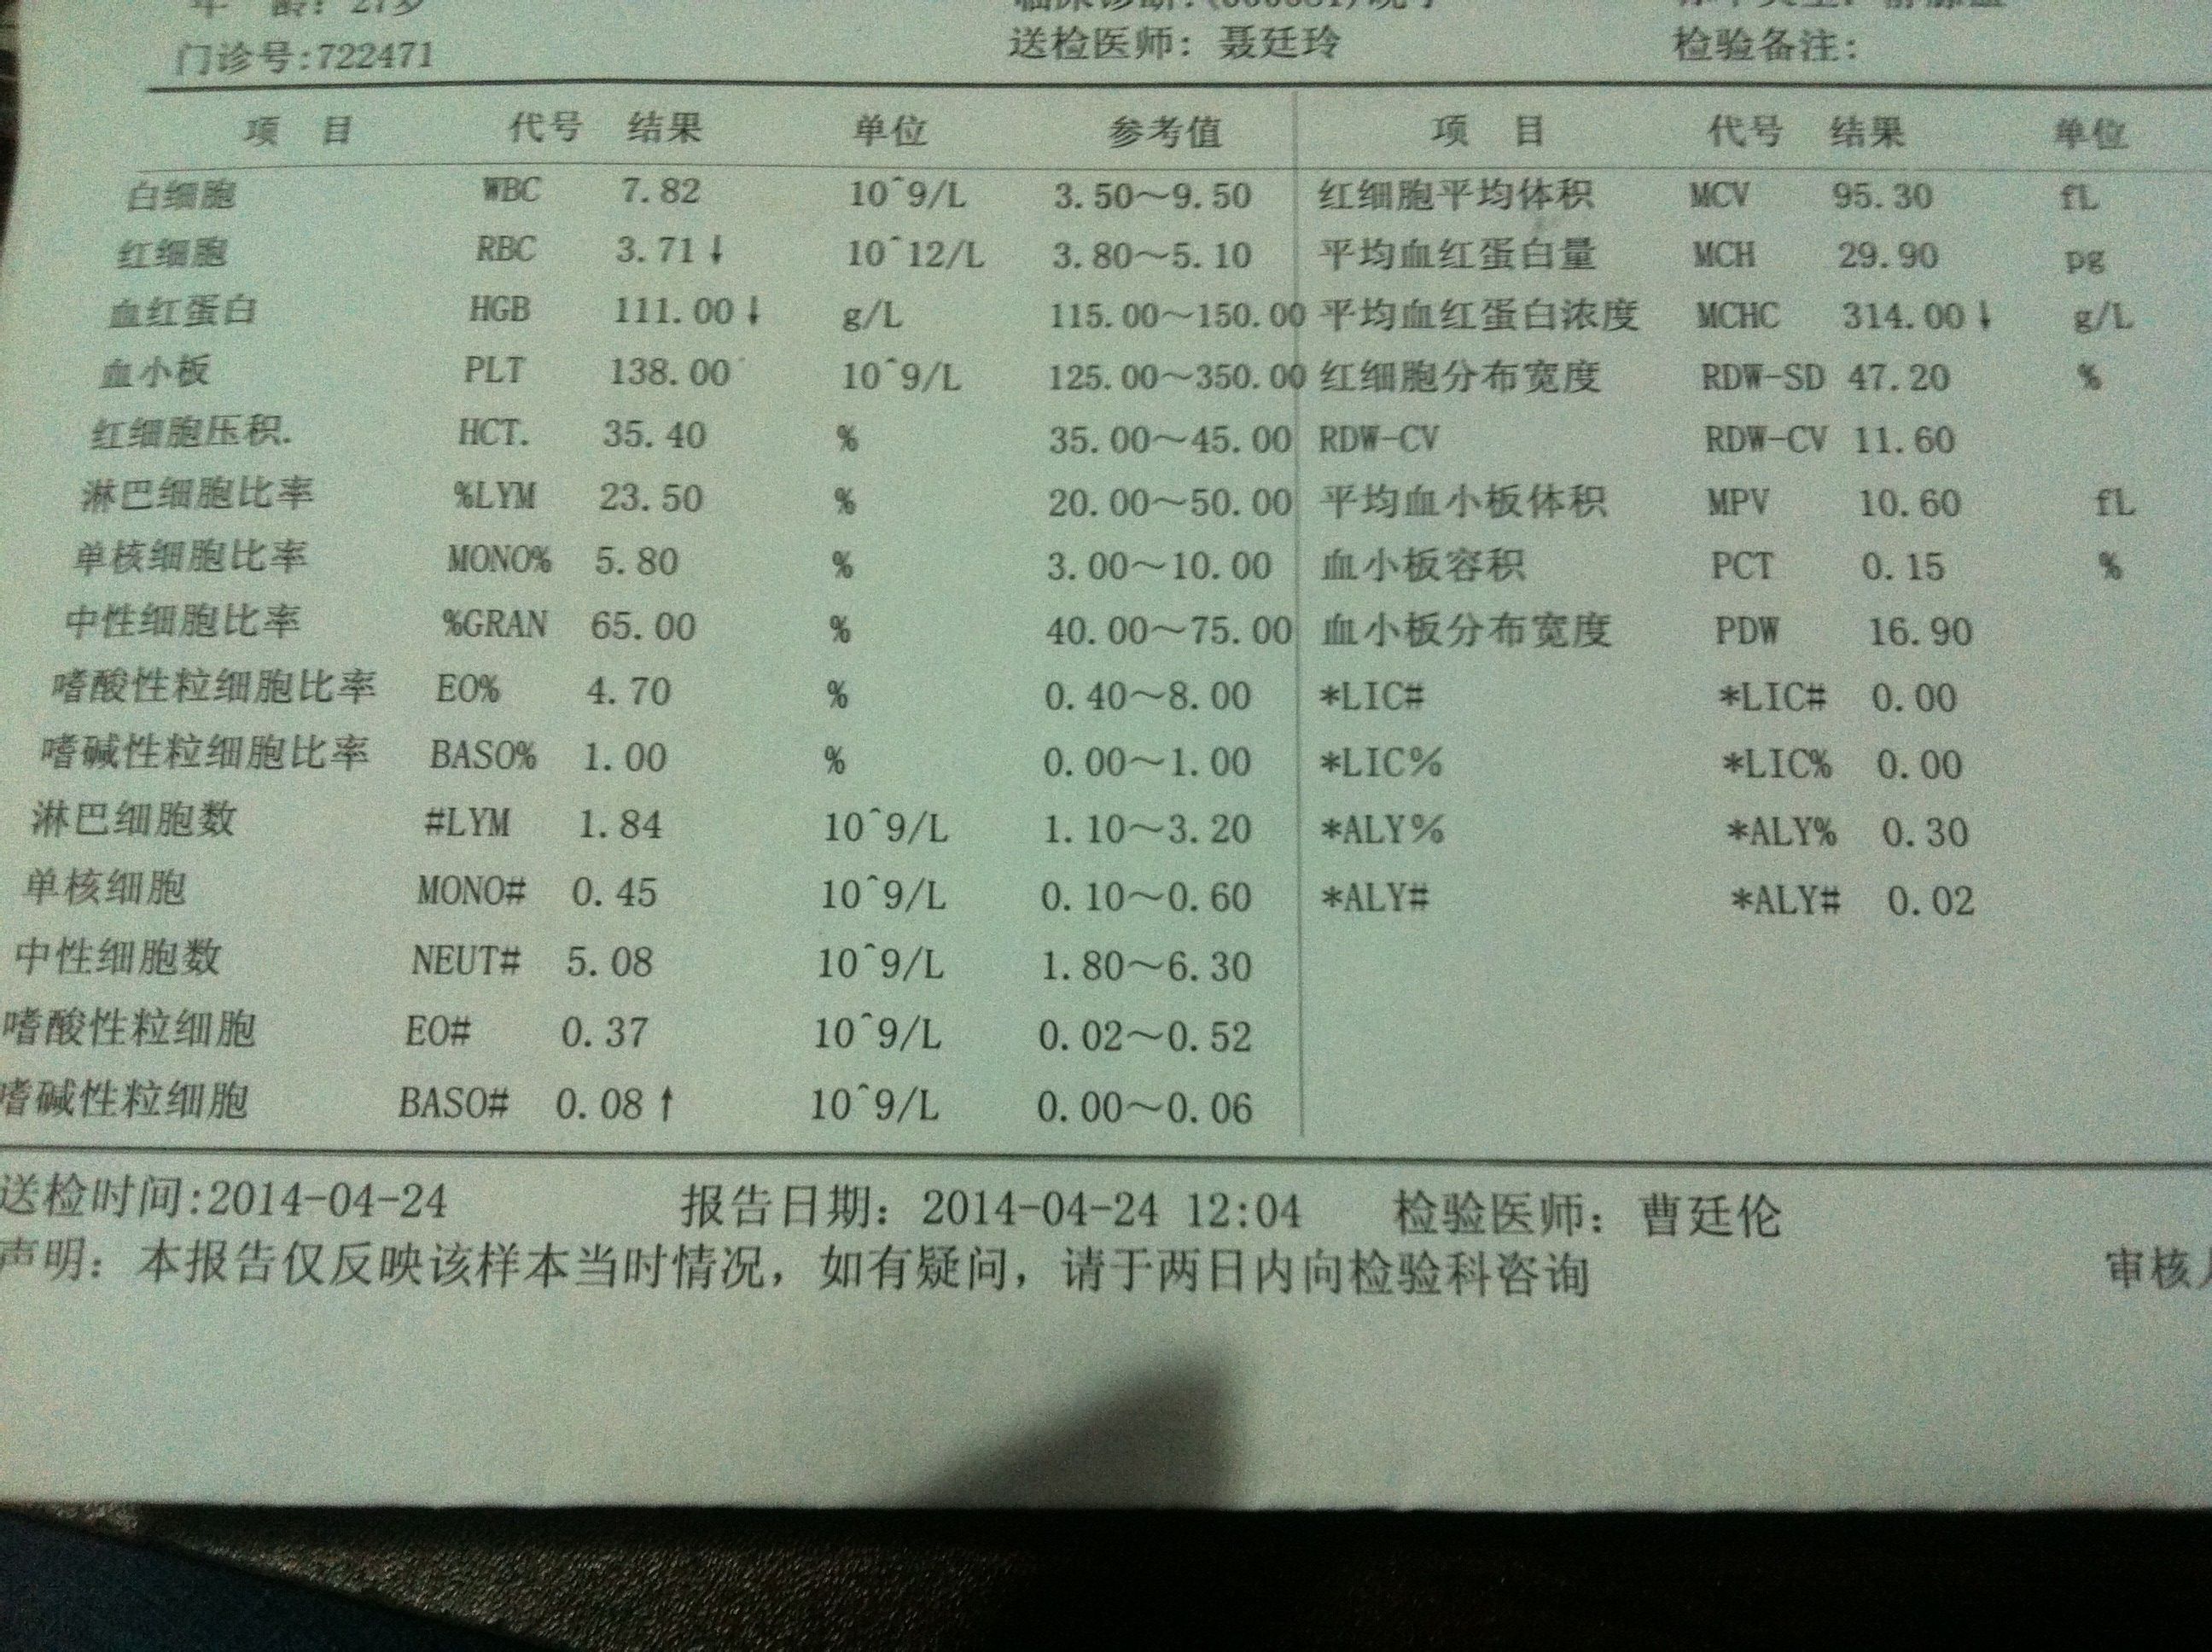 年 龄: 27岁
门诊号:722471 送检医师: 聂廷玲 检验备注:
项 目 代号 结果 单位 参考值 项 目 代号 结果 单位
白细胞 WBC 7.82 10^9/L 3.50~9.50 红细胞平均体积 MCV 95.30 fL
红细胞 RBC 3.71↓ 10^12/L 3.80~5.10 平均血红蛋白量 MCH 29.90 pg
血红蛋白 HGB 111.00↓ g/L 115.00~150.00 平均血红蛋白浓度 MCHC 314.00↓ g/L
血小板 PLT 138.00 10^9/L 125.00~350.00 红细胞分布宽度 RDW-SD 47.20 %
红细胞压积. HCT. 35.40 % 35.00~45.00 RDW-CV RDW-CV 11.60
淋巴细胞比率 %LYM 23.50 % 20.00~50.00 平均血小板体积 MPV 10.60 fL
单核细胞比率 MONO% 5.80 % 3.00~10.00 血小板容积 PCT 0.15 %
中性细胞比率 %GRAN 65.00 % 40.00~75.00 血小板分布宽度 PDW 16.90
嗜酸性粒细胞比率 EO% 4.70 % 0.40~8.00 *LIC# *LIC# 0.00
嗜碱性粒细胞比率 BASO% 1.00 % 0.00~1.00 *LIC% *LIC% 0.00
淋巴细胞数 #LYM 1.84 10^9/L 1.10~3.20 *ALY% *ALY% 0.30
单核细胞 MONO# 0.45 10^9/L 0.10~0.60 *ALY# *ALY# 0.02
中性细胞数 NEUT# 5.08 10^9/L 1.80~6.30
嗜酸性粒细胞 EO# 0.37 10^9/L 0.02~0.52
嗜碱性粒细胞 BASO# 0.08↑ 10^9/L 0.00~0.06
送检时间:2014-04-24 报告日期: 2014-04-24 12:04 检验医师: 曹廷伦
声明: 本报告仅反映该样本当时情况, 如有疑问, 请于两日内向检验科咨询 审核